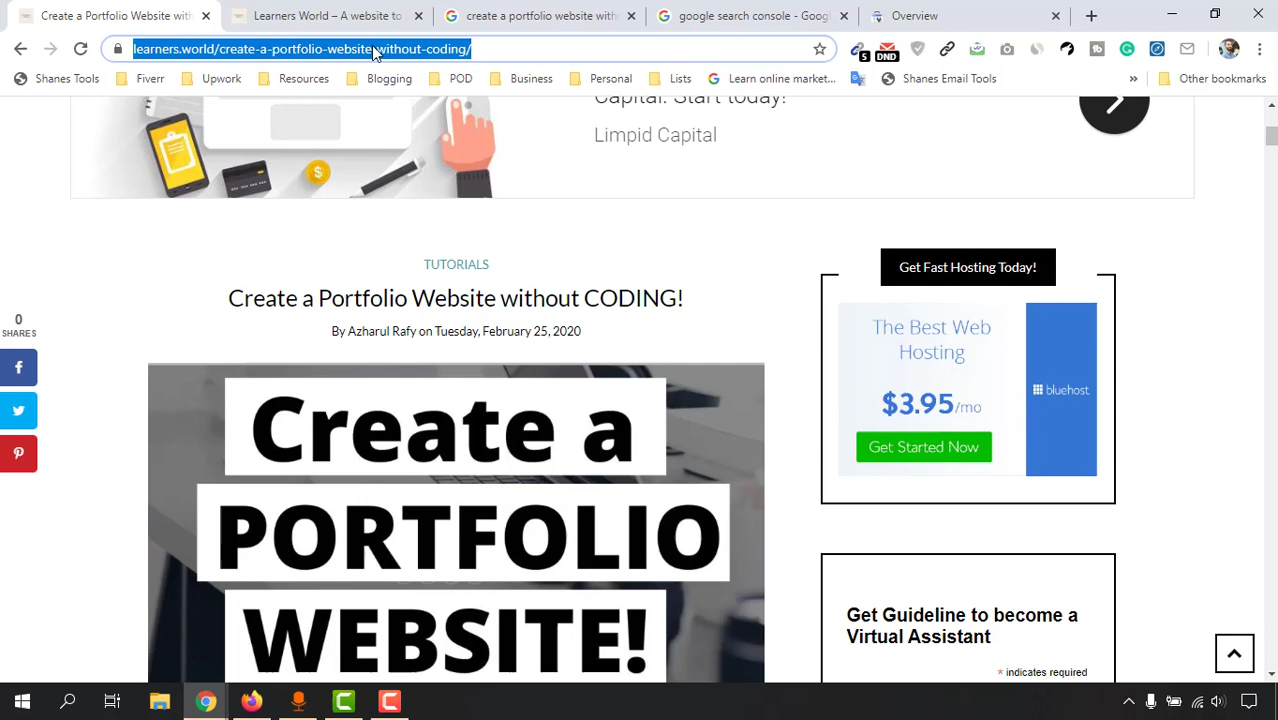 Create a Portfolio Website with
Learners World – A website to
create a portfolio website with
google search console - Goog
Overview
learners.world/create-a-portfolio-website-without-coding/
5
DND
Shanes Tools
Fiverr
Upwork
Resources
Blogging
POD
Business
Personal
Lists
Learn online market...
Shanes Email Tools
»
Other bookmarks
Capital. Start today!
Limpid Capital
TUTORIALS
Create a Portfolio Website without CODING!
By Azharul Rafy on Tuesday, February 25, 2020
0
SHARES
Create a
PORTFOLIO
WEBSITE!
Get Fast Hosting Today!
The Best Web
Hosting
$3.95/mo
Get Started Now
bluehost
Get Guideline to become a
Virtual Assistant
* indicates required